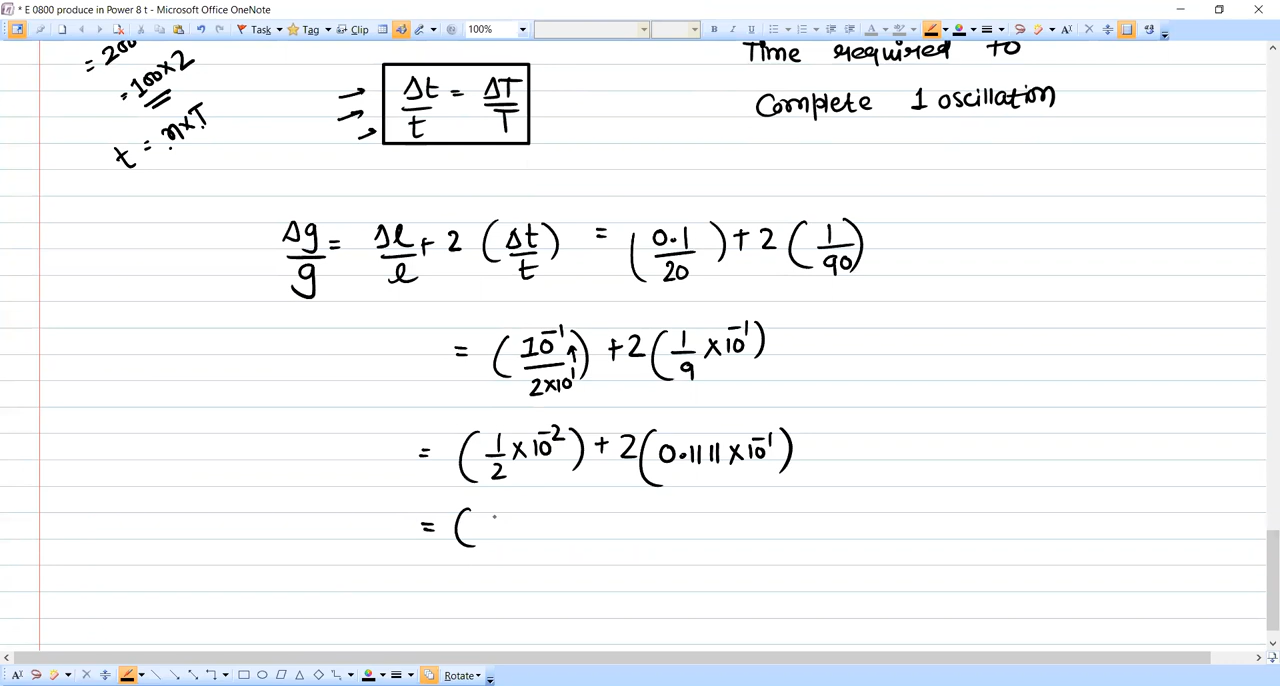 * E 0800 produce in Power 8 t - Microsoft Office OneNote
Task Tag Clip 100% B I U A
= 200
= 100×2
t = n×T
Δt/t = ΔT/T
Time required to
Complete 1 oscillation
Δg/g = Δl/l + 2 (Δt/t) = (0.1/20) + 2 (1/90)
= (10⁻¹/2×10¹) + 2 (1/9 ×10⁻¹)
= (1/2 × 10⁻²) + 2 (0.1111×10⁻¹)
= (
Rotate